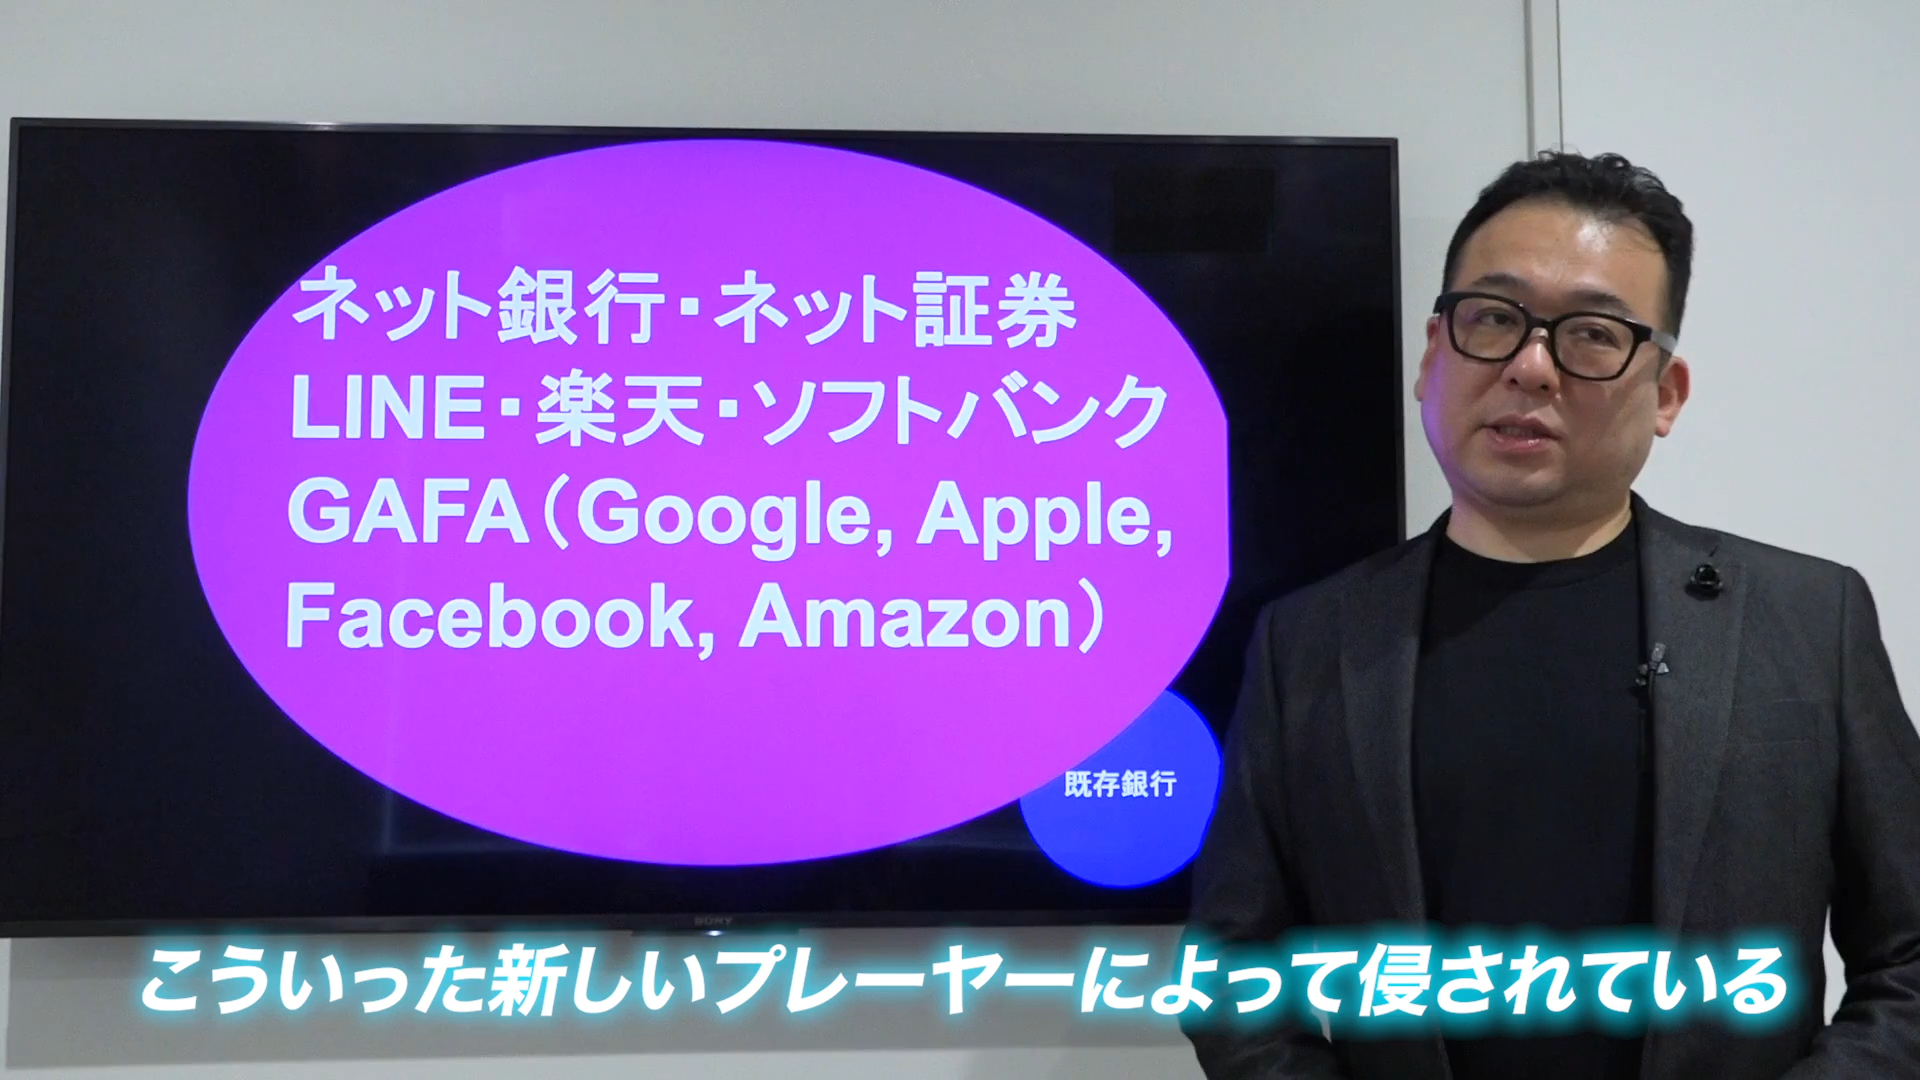 ネット銀行・ネット証券
LINE・楽天・ソフトバンク
GAFA（Google, Apple,
Facebook, Amazon）
既存銀行
SONY
こういった新しいプレーヤーによって侵されている